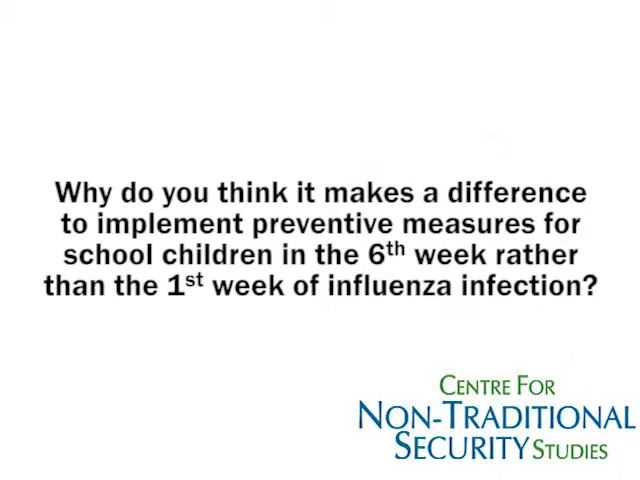 Why do you think it makes a difference
to implement preventive measures for
school children in the 6th week rather
than the 1st week of influenza infection?
CENTRE FOR
NON-TRADITIONAL
SECURITY STUDIES